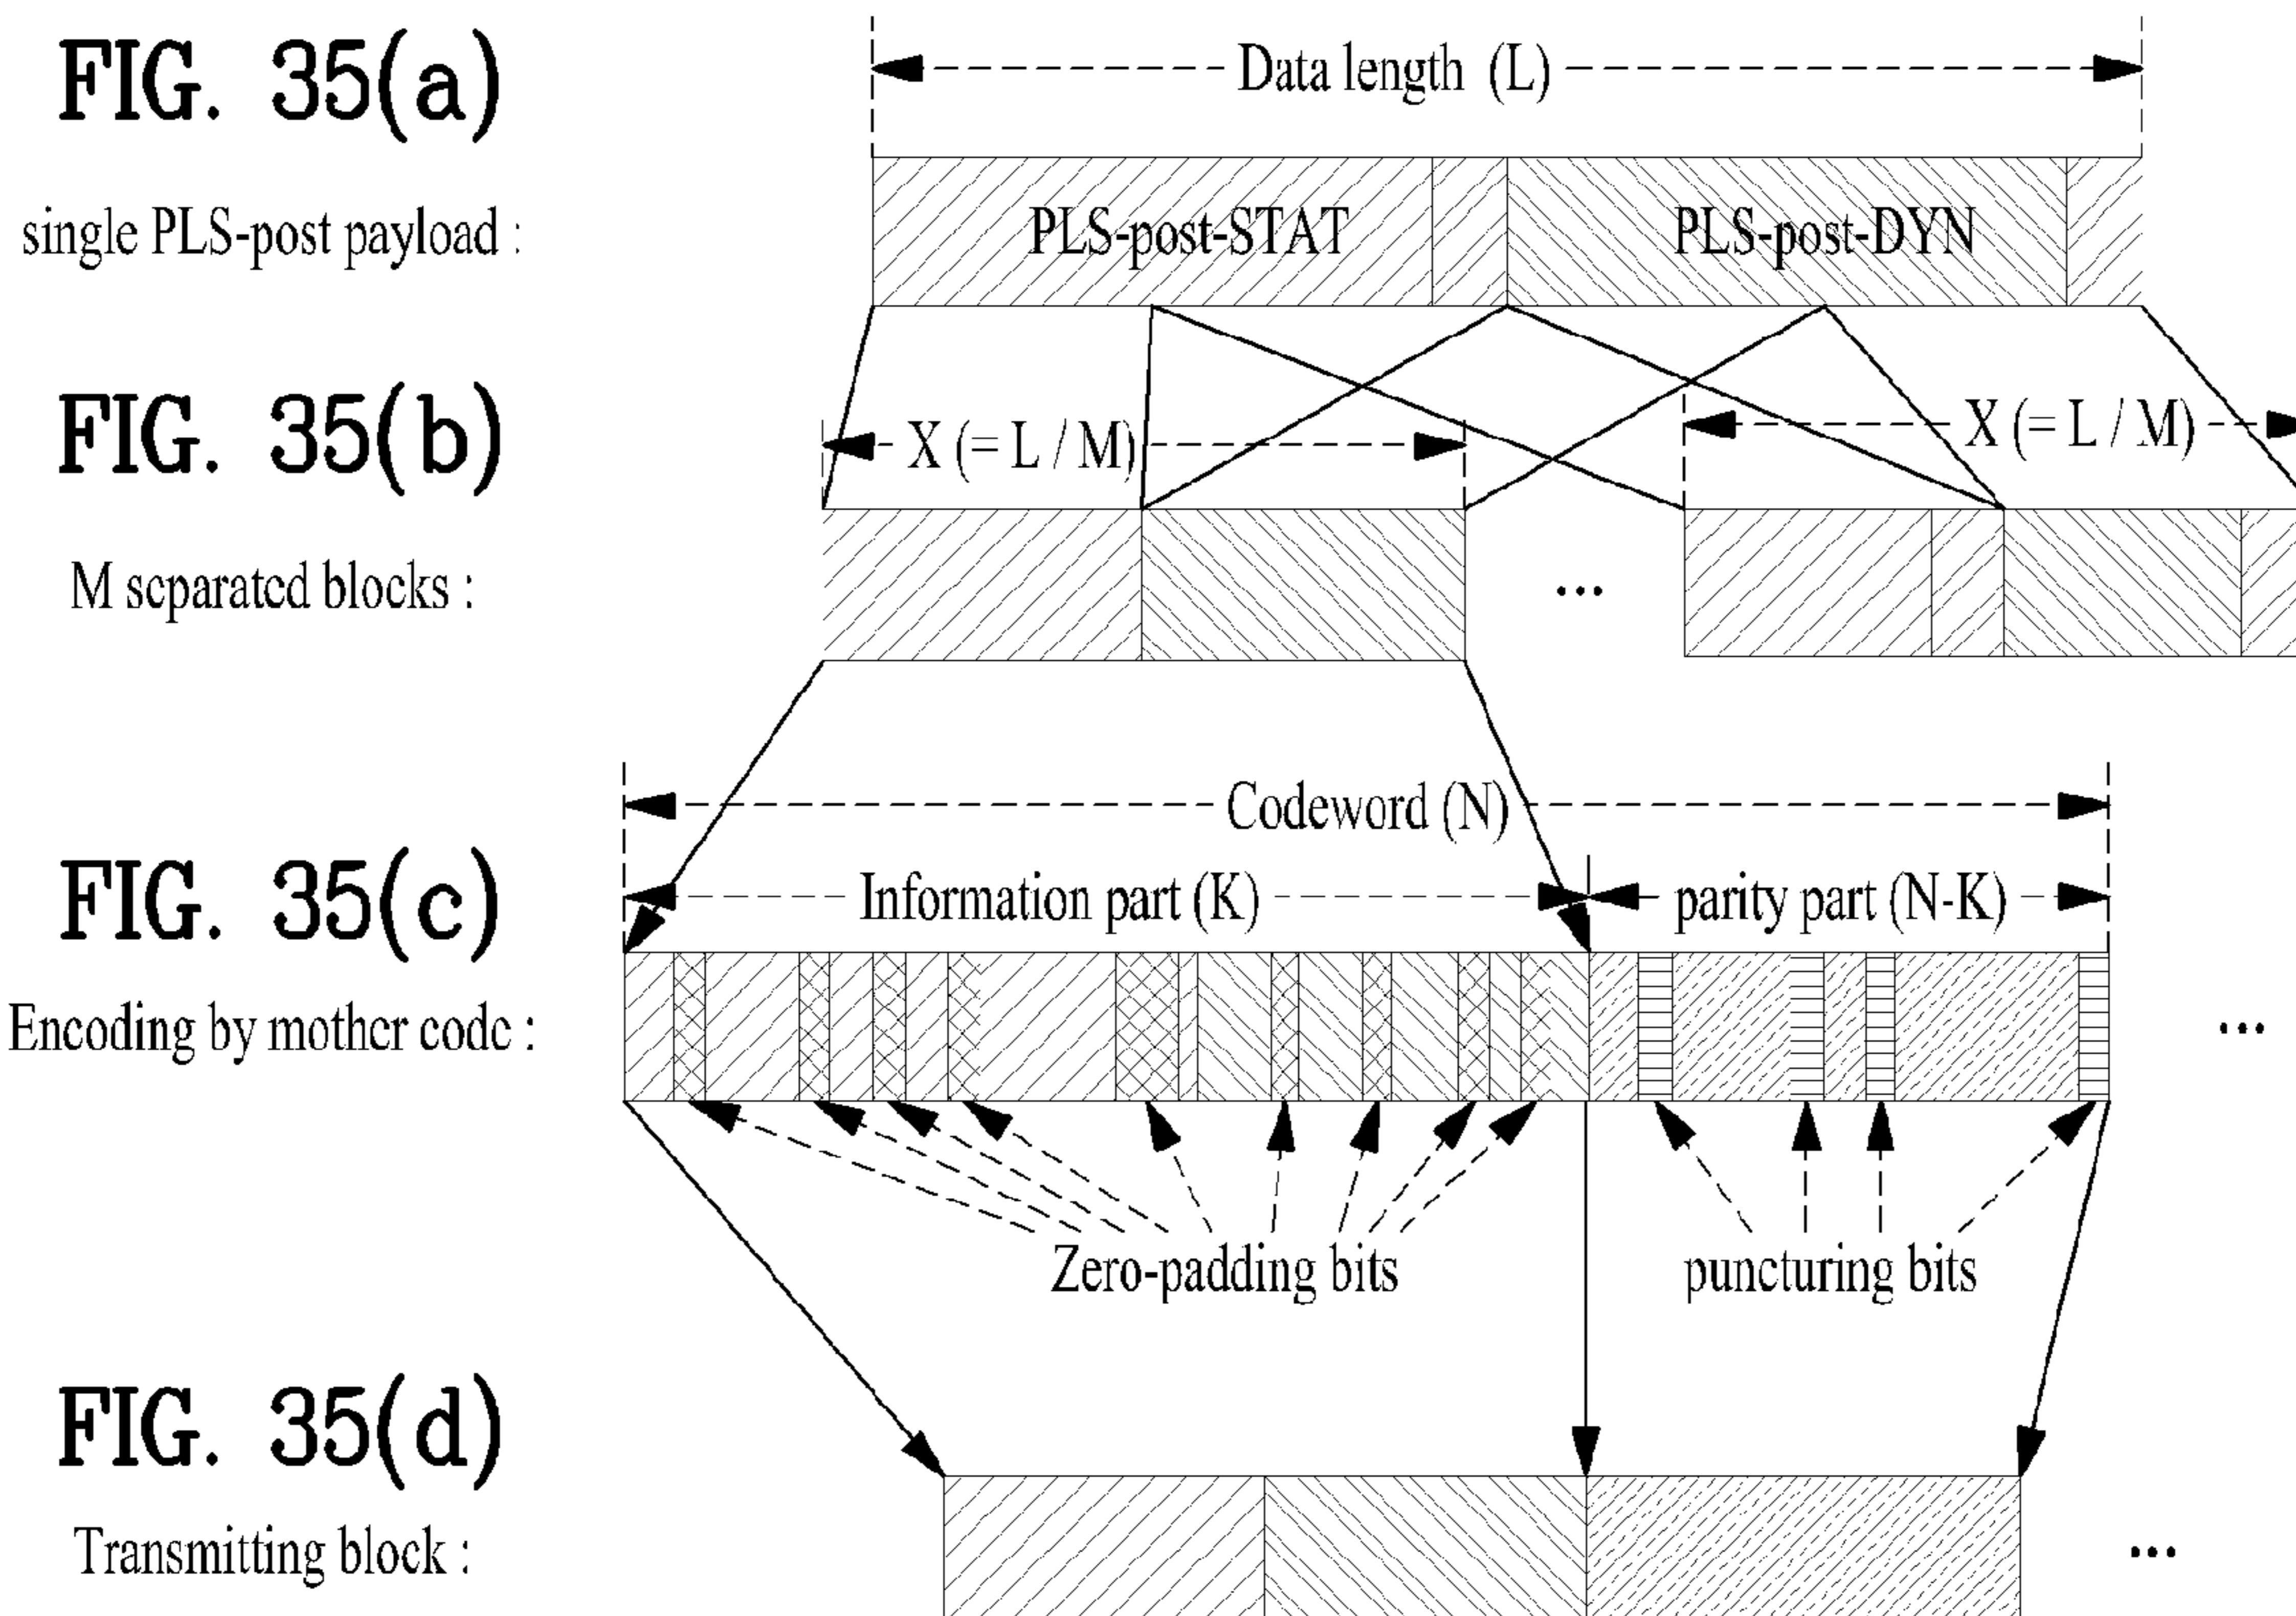 FIG. 35(a)
Data length (L)
single PLS-post payload :
PLS-post-STAT
PLS-post-DYN
FIG. 35(b)
X (= L / M)
X (= L / M)
M separated blocks :
...
Codeword (N)
FIG. 35(c)
Information part (K)
parity part (N-K)
Encoding by mother code :
...
Zero-padding bits
puncturing bits
FIG. 35(d)
Transmitting block :
...